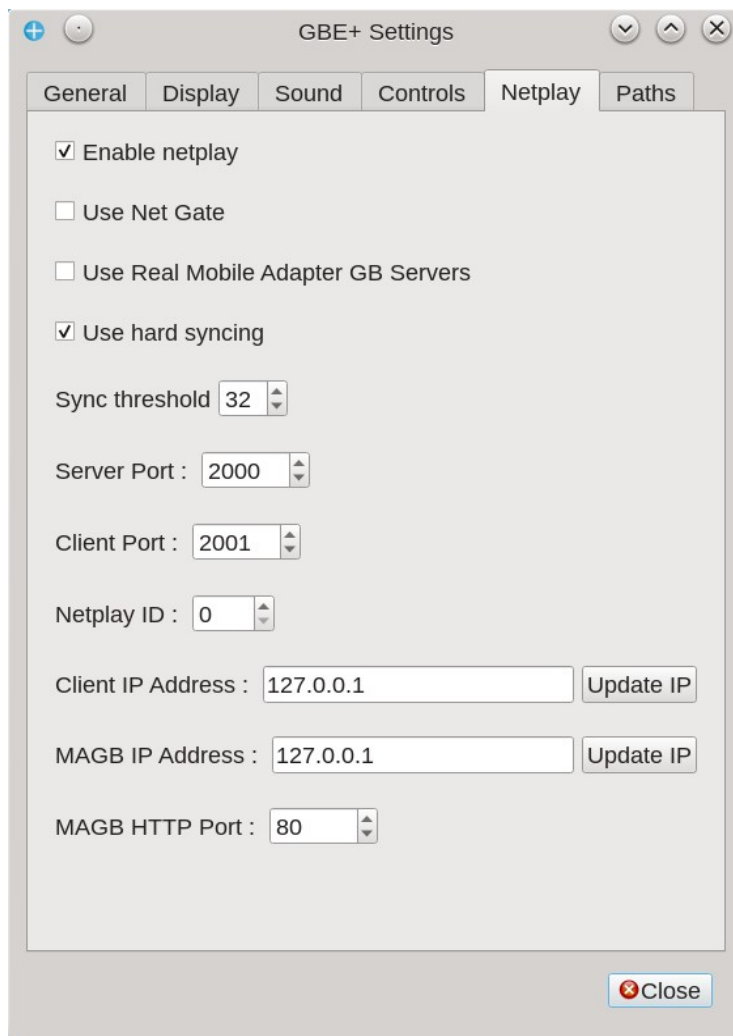 GBE+ Settings
General Display Sound Controls Netplay Paths
Enable netplay
Use Net Gate
Use Real Mobile Adapter GB Servers
Use hard syncing
Sync threshold 32
Server Port : 2000
Client Port : 2001
Netplay ID : 0
Client IP Address : 127.0.0.1 Update IP
MAGB IP Address : 127.0.0.1 Update IP
MAGB HTTP Port : 80
Close